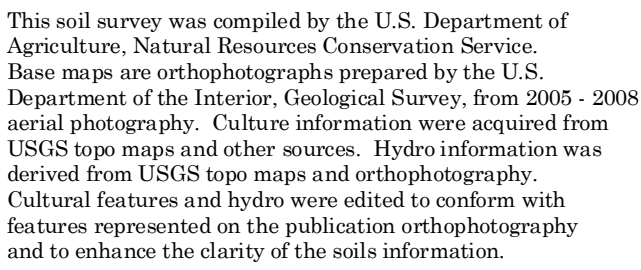 This soil survey was compiled by the U.S. Department of
Agriculture, Natural Resources Conservation Service.
Base maps are orthophotographs prepared by the U.S.
Department of the Interior, Geological Survey, from 2005 - 2008
aerial photography.  Culture information were acquired from
USGS topo maps and other sources.  Hydro information was
derived from USGS topo maps and orthophotography.
Cultural features and hydro were edited to conform with
features represented on the publication orthophotography
and to enhance the clarity of the soils information.